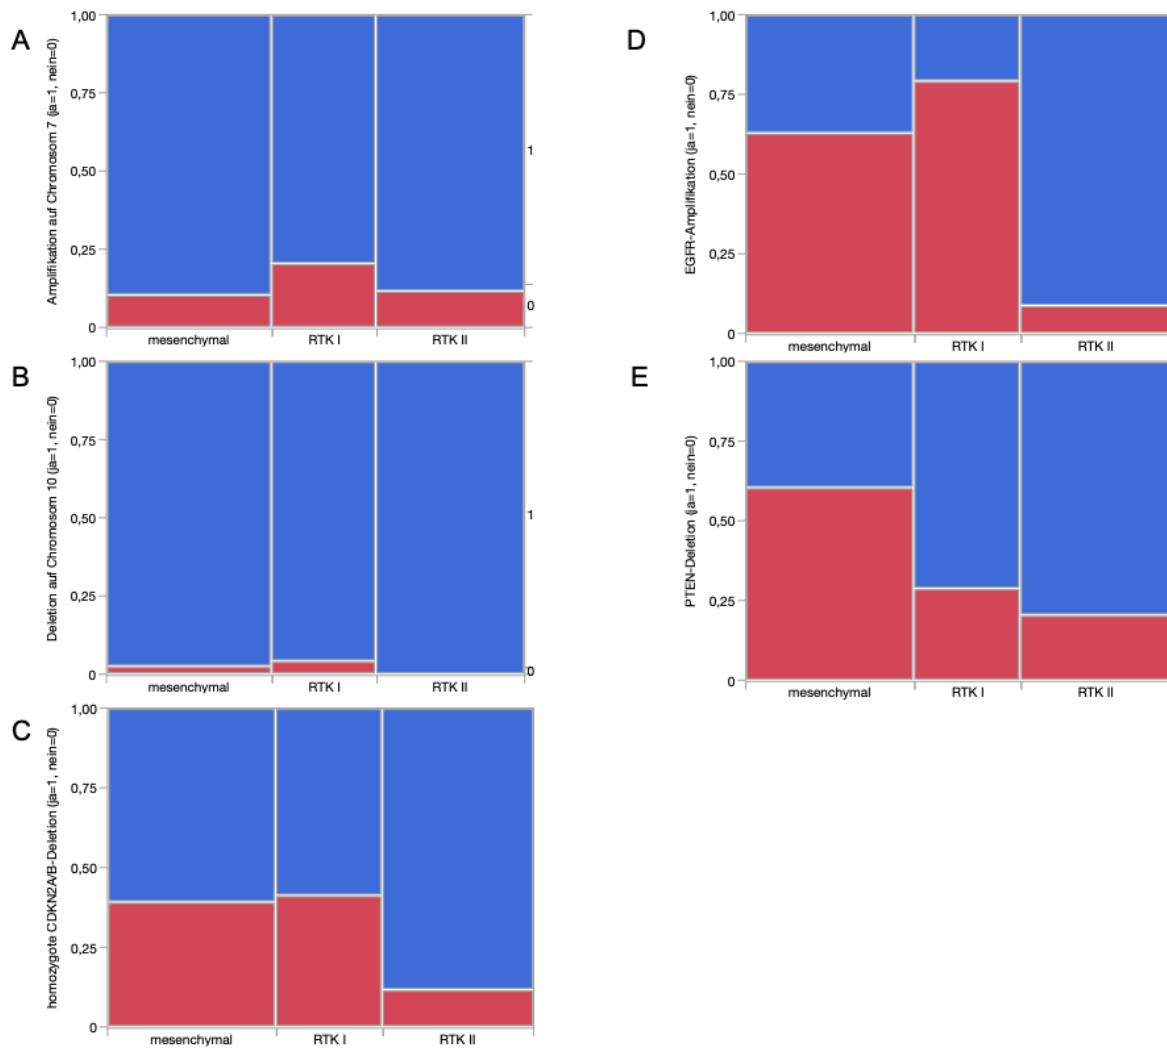 A
Amplifikation auf Chromosom 7 (ja=1, nein=0)
1,00
0,75
0,50
0,25
0
1
0
mesenchymal RTK I RTK II
B
Deletion auf Chromosom 10 (ja=1, nein=0)
1,00
0,75
0,50
0,25
0
1
0
mesenchymal RTK I RTK II
C
homozygote CDKN2A/B-Deletion (ja=1, nein=0)
1,00
0,75
0,50
0,25
0
mesenchymal RTK I RTK II
D
EGFR-Amplifikation (ja=1, nein=0)
1,00
0,75
0,50
0,25
0
mesenchymal RTK I RTK II
E
PTEN-Deletion (ja=1, nein=0)
1,00
0,75
0,50
0,25
0
mesenchymal RTK I RTK II